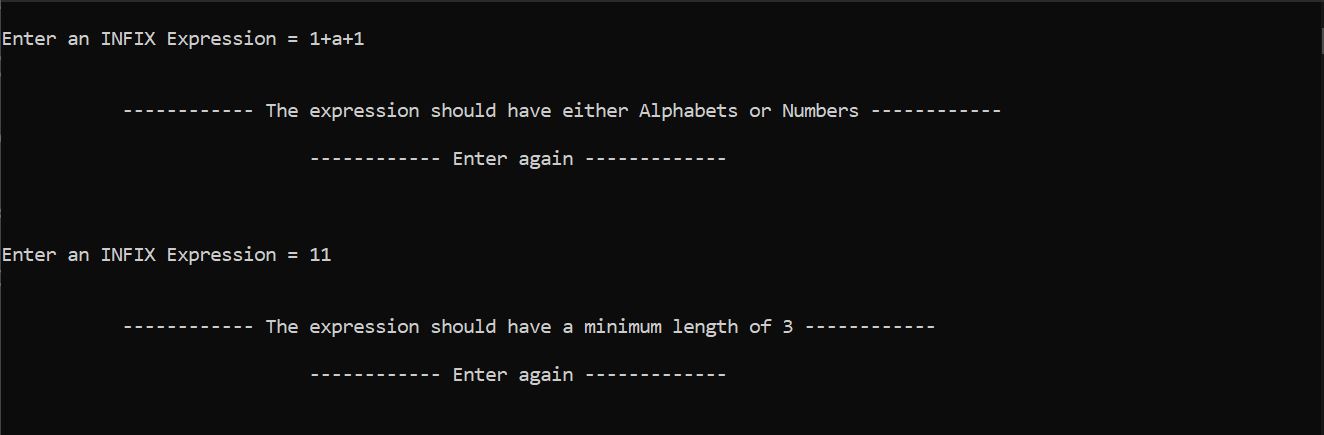 Enter an INFIX Expression = 1+a+1
------------ The expression should have either Alphabets or Numbers ------------
------------ Enter again -------------
Enter an INFIX Expression = 11
------------ The expression should have a minimum length of 3 ------------
------------ Enter again -------------